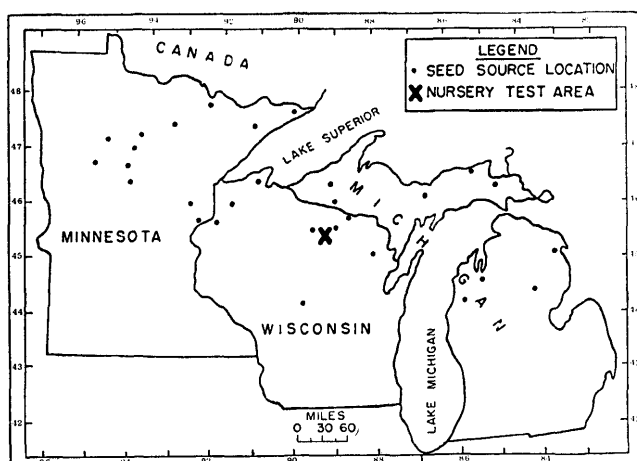 96 94 92 90 88 86 84 82
CANADA
LEGEND
• SEED SOURCE LOCATION
X NURSERY TEST AREA
48
47
46
45
44
43
42
LAKE SUPERIOR
MICHIGAN
MINNESOTA
WISCONSIN
LAKE MICHIGAN
MILES
0 30 60